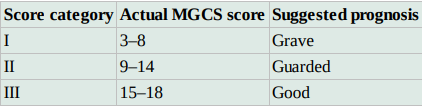 Score category Actual MGCS score Suggested prognosis
I 3–8 Grave
II 9–14 Guarded
III 15–18 Good